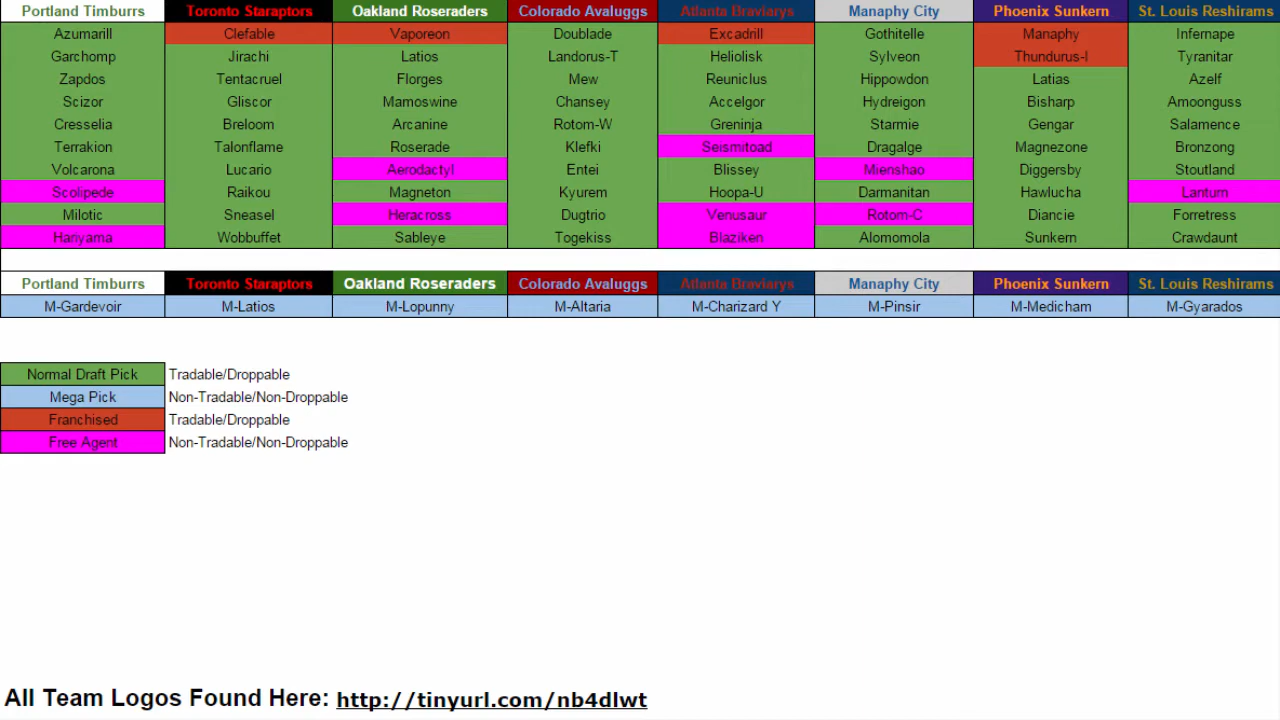 Portland Timburrs Toronto Staraptors Oakland Roseraders Colorado Avaluggs Atlanta Braviarys Manaphy City Phoenix Sunkern St. Louis Reshirams
Azumarill Clefable Vaporeon Doublade Excadrill Gothitelle Manaphy Infernape
Garchomp Jirachi Latios Landorus-T Heliolisk Sylveon Thundurus-I Tyranitar
Zapdos Tentacruel Florges Mew Reuniclus Hippowdon Latias Azelf
Scizor Gliscor Mamoswine Chansey Accelgor Hydreigon Bisharp Amoonguss
Cresselia Breloom Arcanine Rotom-W Greninja Starmie Gengar Salamence
Terrakion Talonflame Roserade Klefki Seismitoad Dragalge Magnezone Bronzong
Volcarona Lucario Aerodactyl Entei Blissey Mienshao Diggersby Stoutland
Scolipede Raikou Magneton Kyurem Hoopa-U Darmanitan Hawlucha Lanturn
Milotic Sneasel Heracross Dugtrio Venusaur Rotom-C Diancie Forretress
Hariyama Wobbuffet Sableye Togekiss Blaziken Alomomola Sunkern Crawdaunt
Portland Timburrs Toronto Staraptors Oakland Roseraders Colorado Avaluggs Atlanta Braviarys Manaphy City Phoenix Sunkern St. Louis Reshirams
M-Gardevoir M-Latios M-Lopunny M-Altaria M-Charizard Y M-Pinsir M-Medicham M-Gyarados
Normal Draft Pick Tradable/Droppable
Mega Pick Non-Tradable/Non-Droppable
Franchised Tradable/Droppable
Free Agent Non-Tradable/Non-Droppable
All Team Logos Found Here: http://tinyurl.com/nb4dlwt